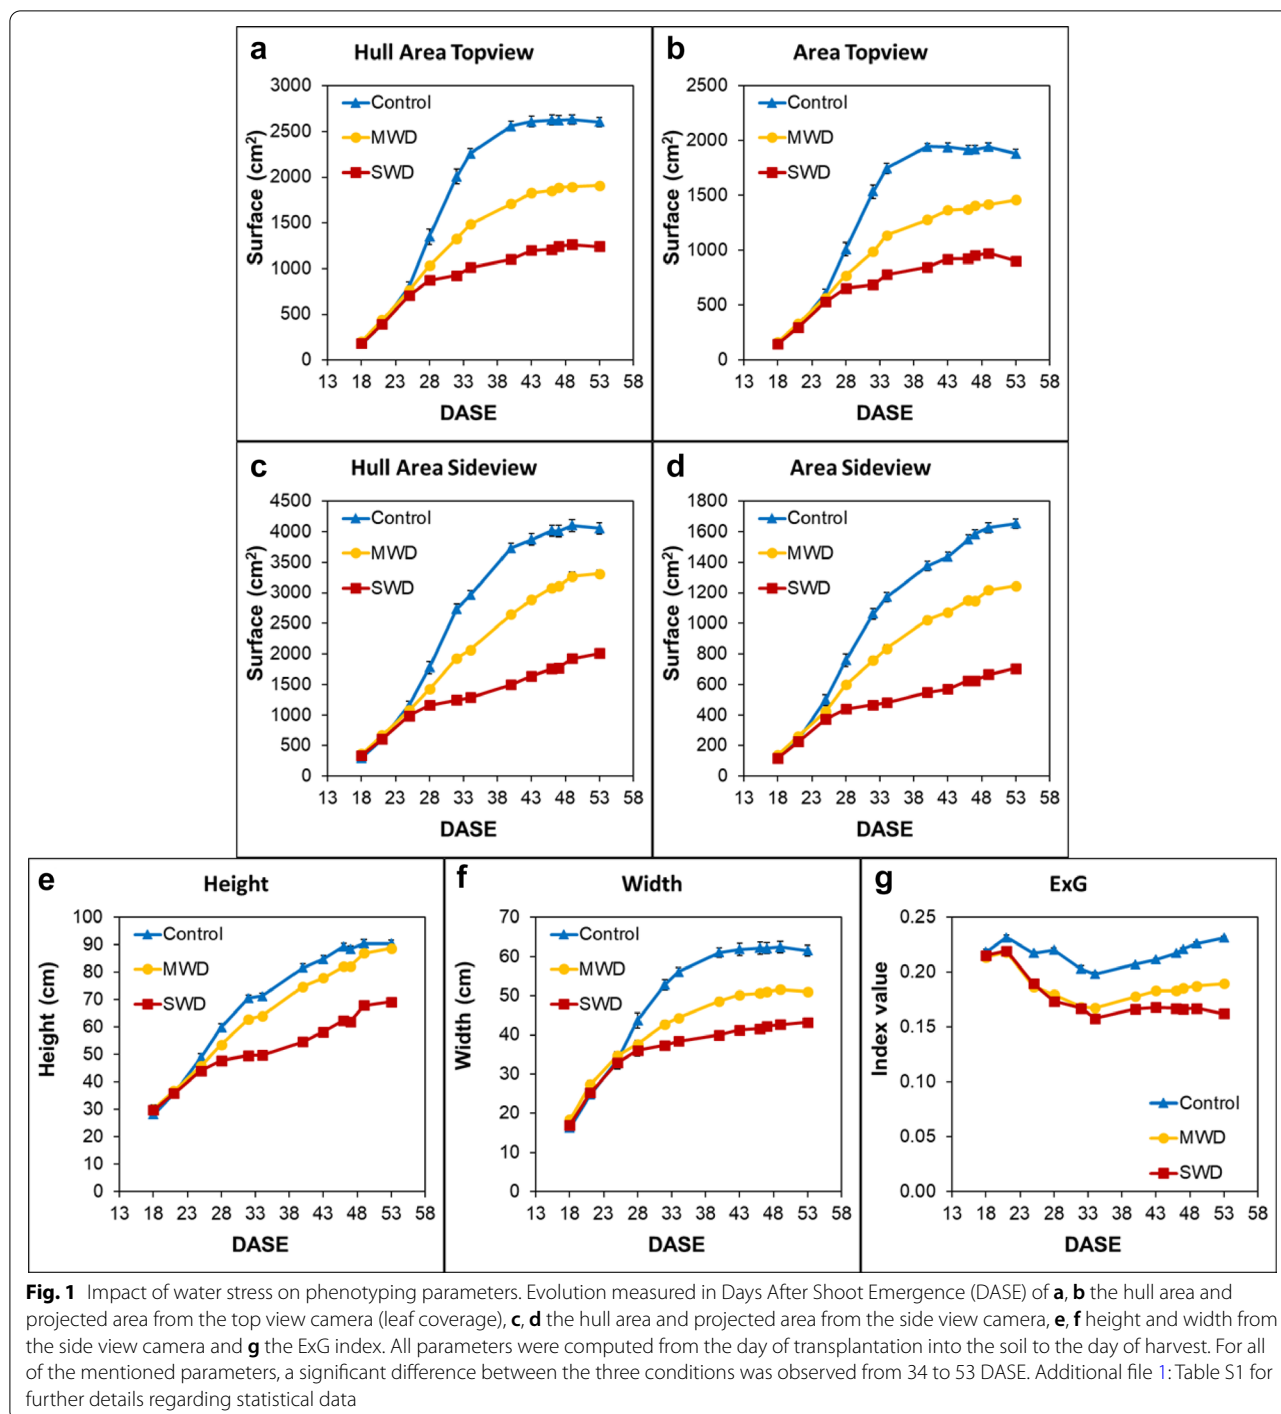 a Hull Area Topview
Surface (cm²)
3000
2500
2000
1500
1000
500
0
Control
MWD
SWD
13 18 23 28 33 38 43 48 53 58
DASE
b Area Topview
Surface (cm²)
2500
2000
1500
1000
500
0
Control
MWD
SWD
13 18 23 28 33 38 43 48 53 58
DASE
c Hull Area Sideview
Surface (cm²)
4500
4000
3500
3000
2500
2000
1500
1000
500
0
Control
MWD
SWD
13 18 23 28 33 38 43 48 53 58
DASE
d Area Sideview
Surface (cm²)
1800
1600
1400
1200
1000
800
600
400
200
0
Control
MWD
SWD
13 18 23 28 33 38 43 48 53 58
DASE
e Height
Height (cm)
100
90
80
70
60
50
40
30
20
10
0
Control
MWD
SWD
13 18 23 28 33 38 43 48 53 58
DASE
f Width
Width (cm)
70
60
50
40
30
20
10
0
Control
MWD
SWD
13 18 23 28 33 38 43 48 53 58
DASE
g ExG
Index value
0.25
0.20
0.15
0.10
0.05
0.00
Control
MWD
SWD
13 18 23 28 33 38 43 48 53 58
DASE
Fig. 1 Impact of water stress on phenotyping parameters. Evolution measured in Days After Shoot Emergence (DASE) of a, b the hull area and
projected area from the top view camera (leaf coverage), c, d the hull area and projected area from the side view camera, e, f height and width from
the side view camera and g the ExG index. All parameters were computed from the day of transplantation into the soil to the day of harvest. For all
of the mentioned parameters, a significant difference between the three conditions was observed from 34 to 53 DASE. Additional file 1: Table S1 for
further details regarding statistical data